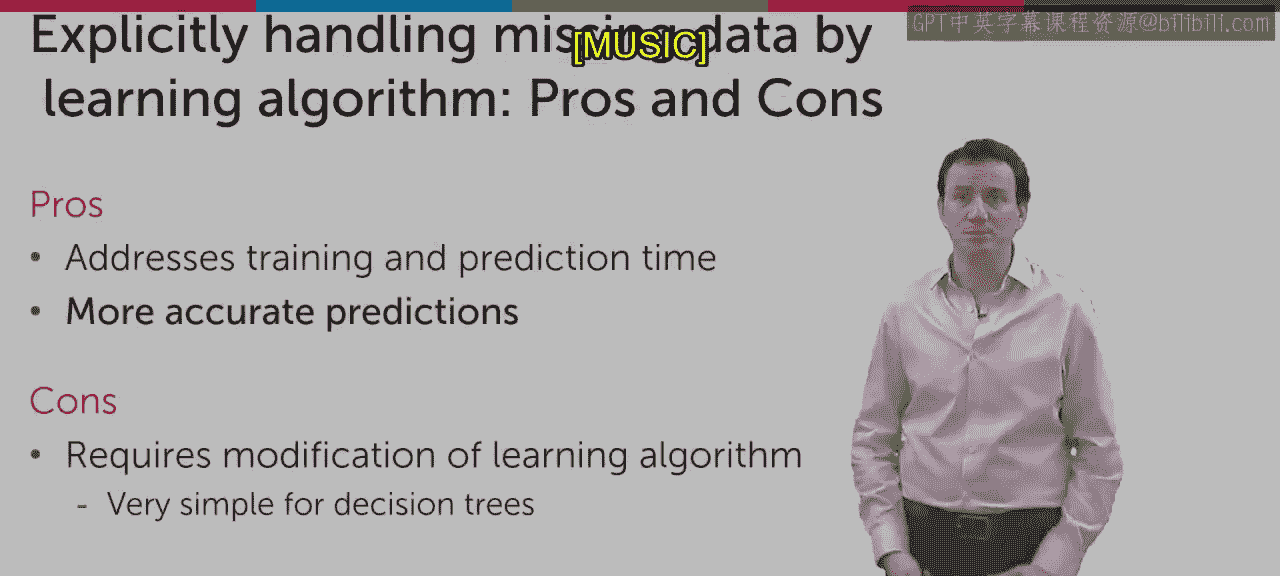 GPT中英字幕课程资源@bilibili.com
Explicitly handling missing data by
[MUSIC]
learning algorithm: Pros and Cons
Pros
• Addresses training and prediction time
• More accurate predictions
Cons
• Requires modification of learning algorithm
- Very simple for decision trees